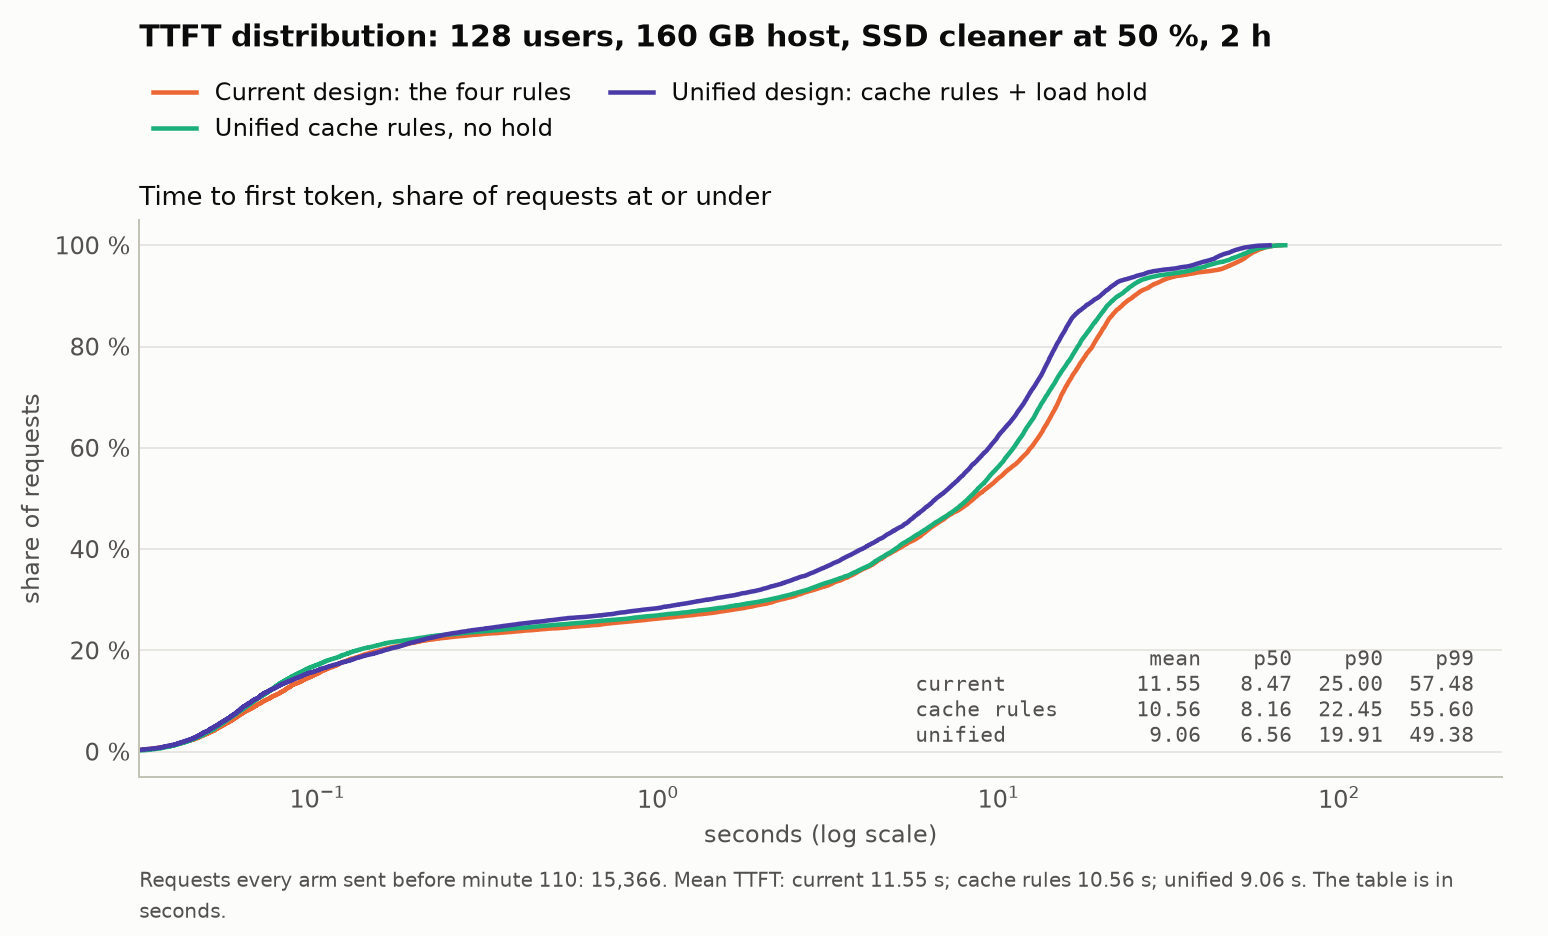 TTFT distribution: 128 users, 160 GB host, SSD cleaner at 50 %, 2 h
Current design: the four rules
Unified design: cache rules + load hold
Unified cache rules, no hold
Time to first token, share of requests at or under
100 %
80 %
60 %
40 %
20 %
0 %
share of requests
mean p50 p90 p99
current 11.55 8.47 25.00 57.48
cache rules 10.56 8.16 22.45 55.60
unified 9.06 6.56 19.91 49.38
10⁻¹ 10⁰ 10¹ 10²
seconds (log scale)
Requests every arm sent before minute 110: 15,366. Mean TTFT: current 11.55 s; cache rules 10.56 s; unified 9.06 s. The table is in
seconds.